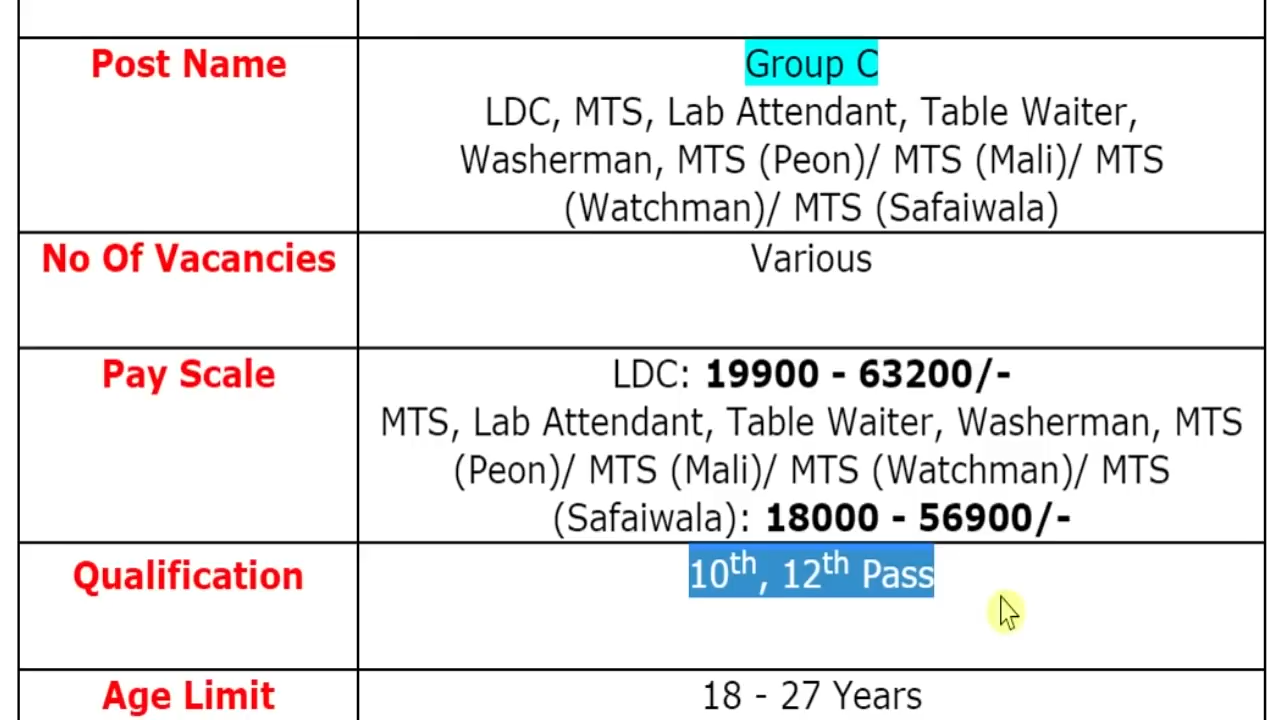 Post Name
Group C
LDC, MTS, Lab Attendant, Table Waiter,
Washerman, MTS (Peon)/ MTS (Mali)/ MTS
(Watchman)/ MTS (Safaiwala)
No Of Vacancies
Various
Pay Scale
LDC: 19900 - 63200/-
MTS, Lab Attendant, Table Waiter, Washerman, MTS
(Peon)/ MTS (Mali)/ MTS (Watchman)/ MTS
(Safaiwala): 18000 - 56900/-
Qualification
10th, 12th Pass
Age Limit
18 - 27 Years